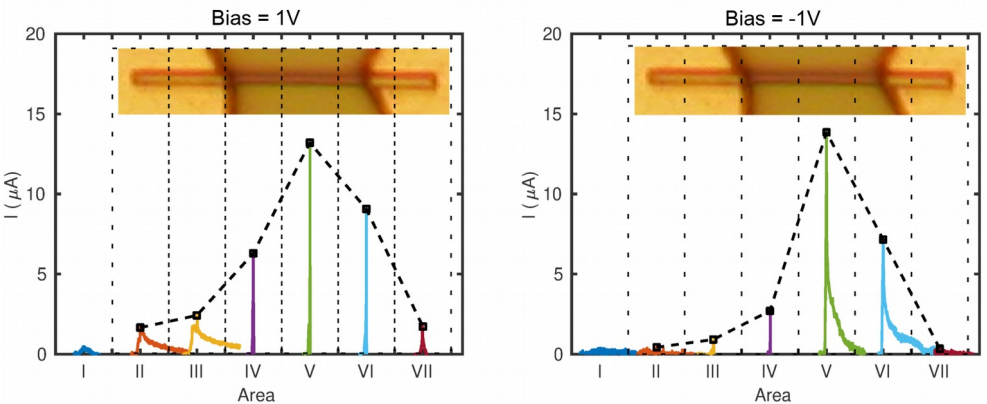 Bias = 1V
20
15
10
5
0
I ( μA)
I II III IV V VI VII
Area
Bias = -1V
20
15
10
5
0
I ( μA)
I II III IV V VI VII
Area